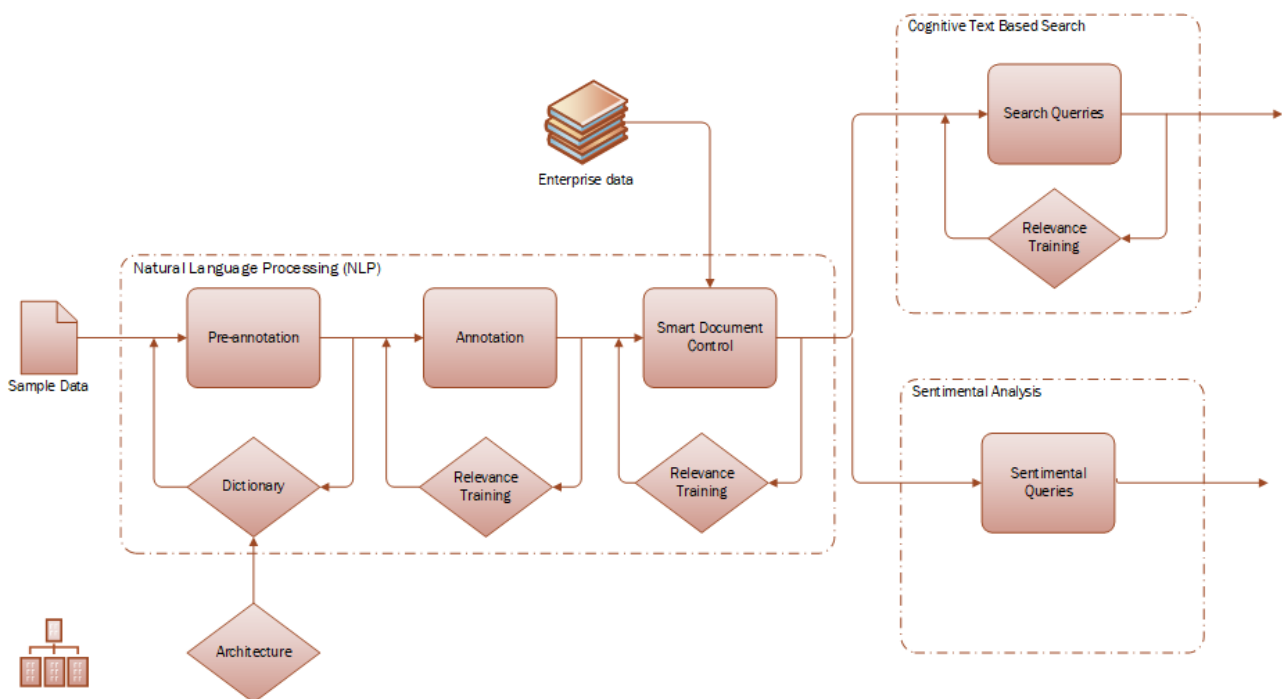 Cognitive Text Based Search
Search Querries
Enterprise data
Relevance
Training
Natural Language Processing (NLP)
Pre-annotation
Annotation
Smart Document
Control
Sample Data
Sentimental Analysis
Dictionary
Relevance
Training
Relevance
Training
Sentimental
Queries
Architecture